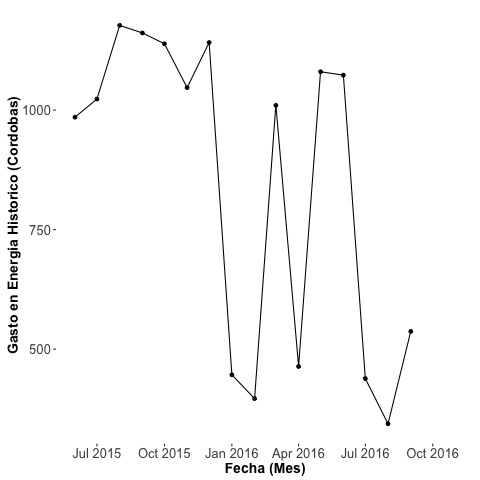 Gasto en Energia Historico (Cordobas)
1000
750
500
Jul 2015 Oct 2015 Jan 2016 Apr 2016 Jul 2016 Oct 2016
Fecha (Mes)